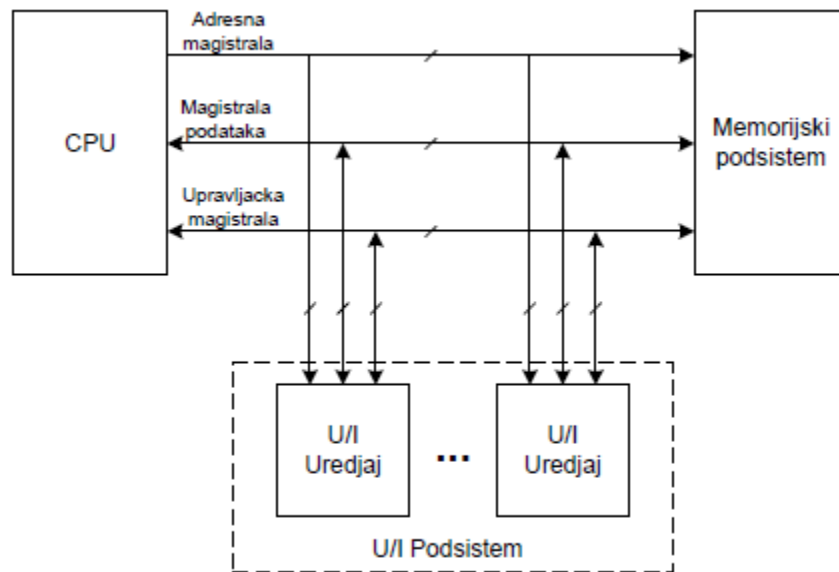 Adresna
magistrala
CPU
Magistrala
podataka
Memorijski
podsistem
Upravljacka
magistrala
U/I
Uredjaj
...
U/I
Uredjaj
U/I Podsistem